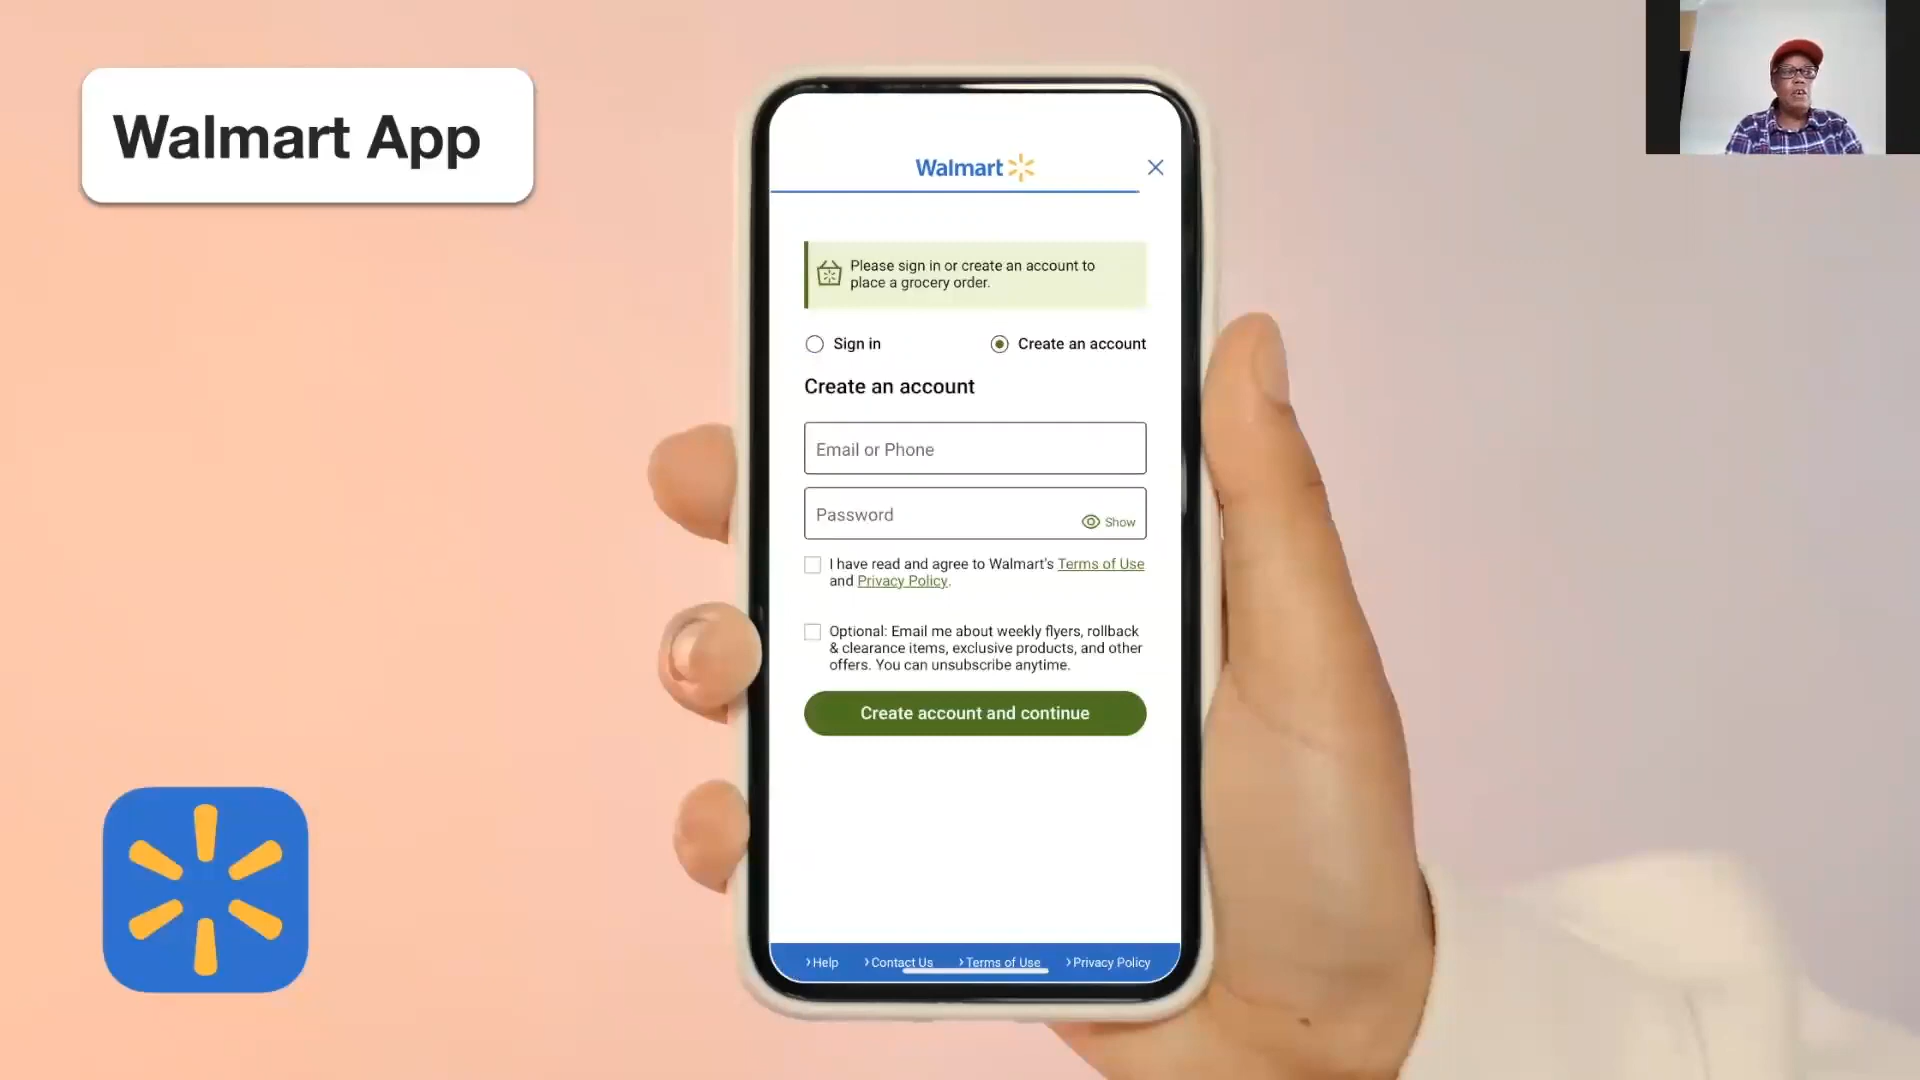 Walmart App
Walmart
Please sign in or create an account to
place a grocery order.
Sign in
Create an account
Create an account
Email or Phone
Password
Show
I have read and agree to Walmart's Terms of Use
and Privacy Policy.
Optional: Email me about weekly flyers, rollback
& clearance items, exclusive products, and other
offers. You can unsubscribe anytime.
Create account and continue
Help
Contact Us
Terms of Use
Privacy Policy